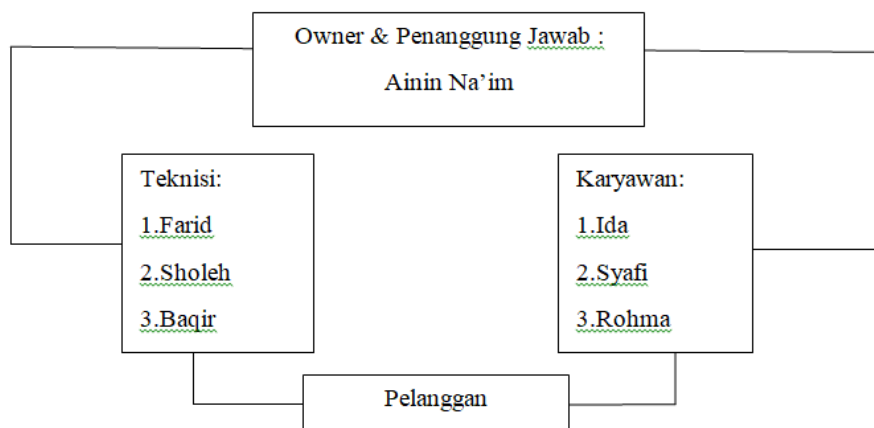 Owner & Penanggung Jawab :
Ainin Na’im
Teknisi:
1.Farid
2.Sholeh
3.Baqir
Karyawan:
1.Ida
2.Syafi
3.Rohma
Pelanggan